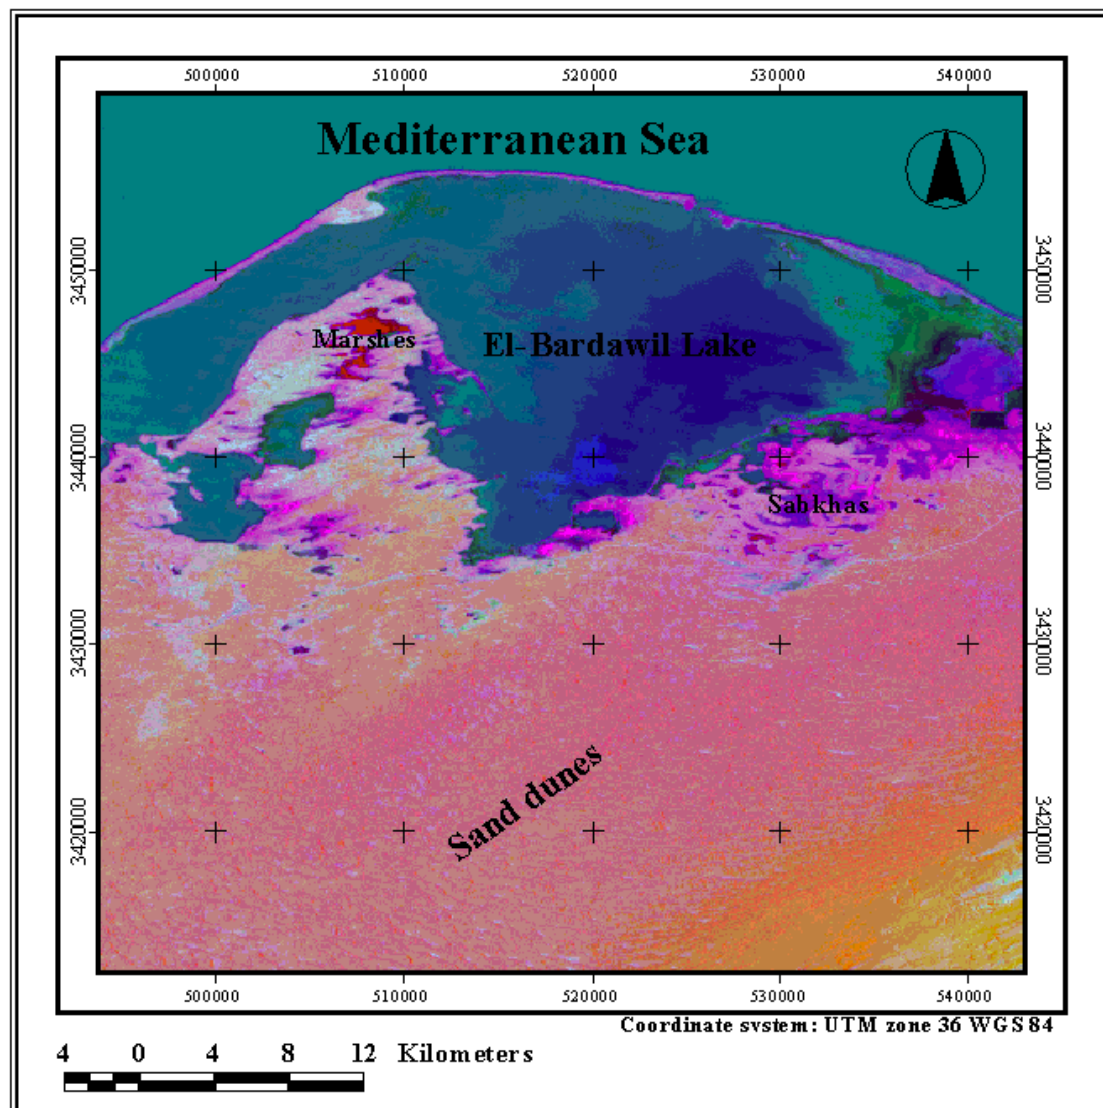 500000 510000 520000 530000 540000
Mediterranean Sea
3450000 3450000
Marshes El-Bardawil Lake
3440000 3440000
Sabkhas
3430000 3430000
Sand dunes
3420000 3420000
500000 510000 520000 530000 540000
Coordinate system: UTM zone 36 WGS84
4 0 4 8 12 Kilometers